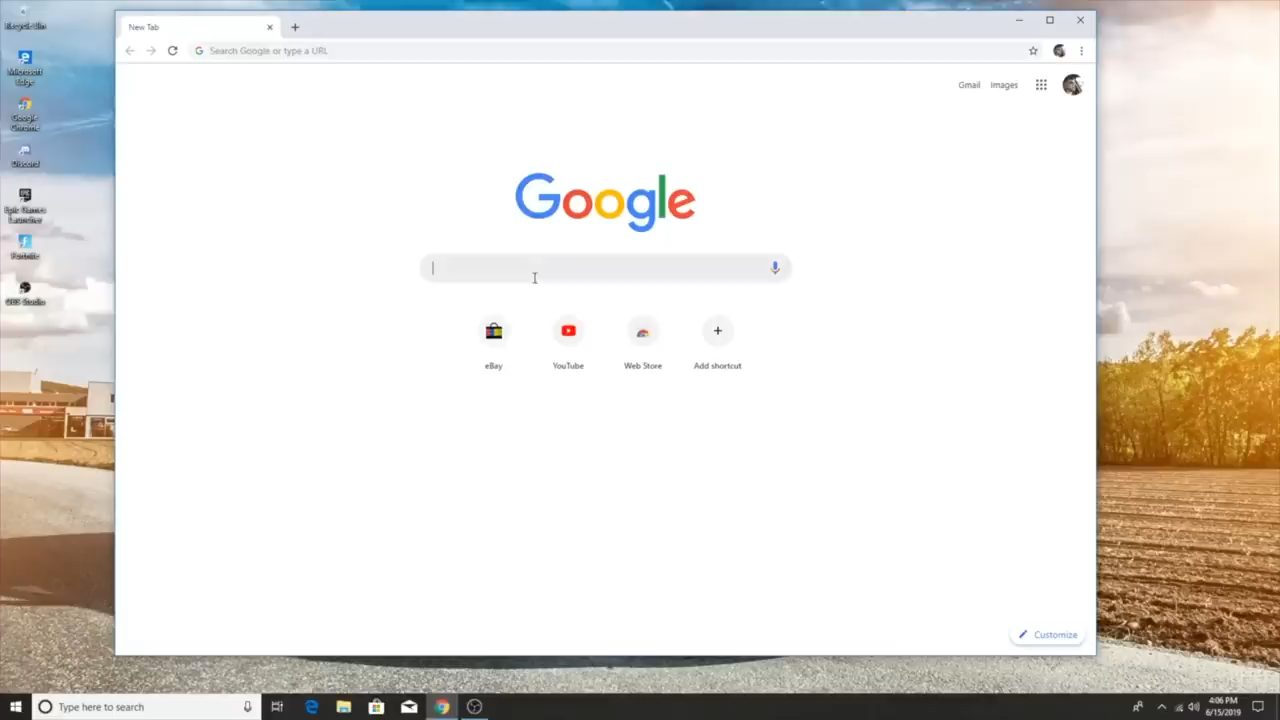 Recycle Bin
New Tab
Search Google or type a URL
Microsoft
Edge
Gmail
Images
Google
Chrome
Discord
Google
Epic Games
Launcher
Fortnite
OBS Studio
eBay
YouTube
Web Store
Add shortcut
Customize
Type here to search
4:06 PM
6/15/2019